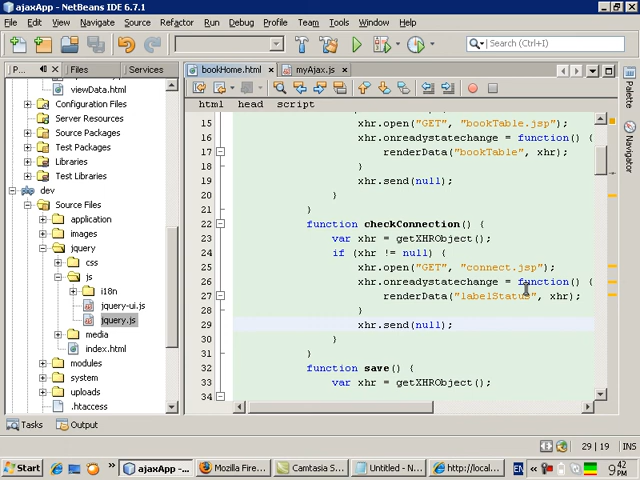 ajaxApp - NetBeans IDE 6.7.1
File Edit View Navigate Source Refactor Run Debug Profile Team Tools Window Help
Search (Ctrl+I)
P... Files Services
bookHome.html myAjax.js
html head script
viewData.html
Configuration Files
Server Resources
Source Packages
Test Packages
Libraries
Test Libraries
dev
Source Files
application
images
jquery
css
js
i18n
jquery-ui.js
jquery.js
media
index.html
modules
system
uploads
.htaccess
15 xhr.open("GET", "bookTable.jsp");
16 xhr.onreadystatechange = function() {
17 renderData("bookTable", xhr);
18 }
19 xhr.send(null);
20 }
21 }
22 function checkConnection() {
23 var xhr = getXHRObject();
24 if (xhr != null) {
25 xhr.open("GET", "connect.jsp");
26 xhr.onreadystatechange = function() {
27 renderData("labelStatus", xhr);
28 }
29 xhr.send(null);
30 }
31 }
32 function save() {
33 var xhr = getXHRObject();
34
Palette
Navigator
Tasks Output
29 | 19 INS
Start ajaxApp -... Mozilla Fire... Camtasia S... Untitled - N... http://local... EN 9:42 PM